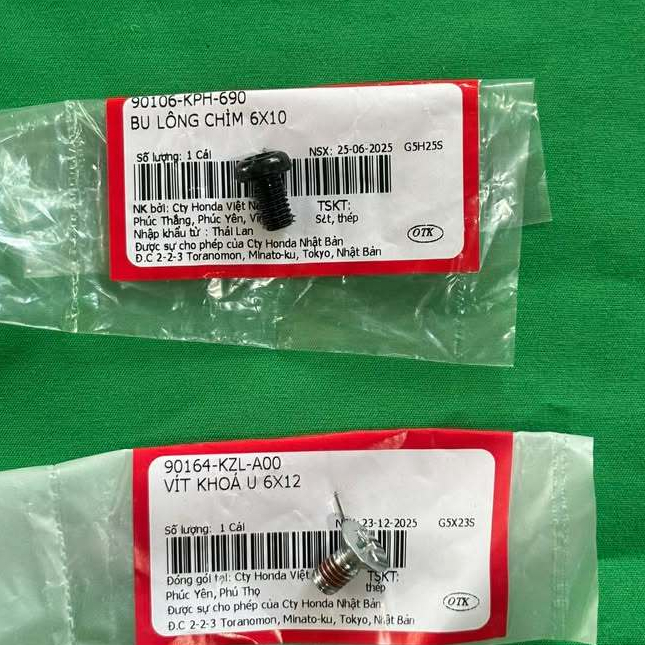 90106-KPH-690
BU LÔNG CHÌM 6X10
Số lượng: 1 Cái NSX: 25-06-2025 G5H25S
NK bởi: Cty Honda Việt TSKT:
Phúc Thắng, Phúc Yên, Sắt, thép
Nhập khẩu từ : Thái Lan
Được sự cho phép của Cty Honda Nhật Bản OTK
Đ.C 2-2-3 Toranomon, Minato-ku, Tokyo, Nhật Bản
90164-KZL-A00
VÍT KHOÁ U 6X12
Số lượng: 1 Cái 23-12-2025 G5X23S
Đóng gói tại: Cty Honda Việt TSKT:
Phúc Yên, Phú Thọ thép
Được sự cho phép của Cty Honda Nhật Bản OTK
Đ.C 2-2-3 Toranomon, Minato-ku, Tokyo, Nhật Bản